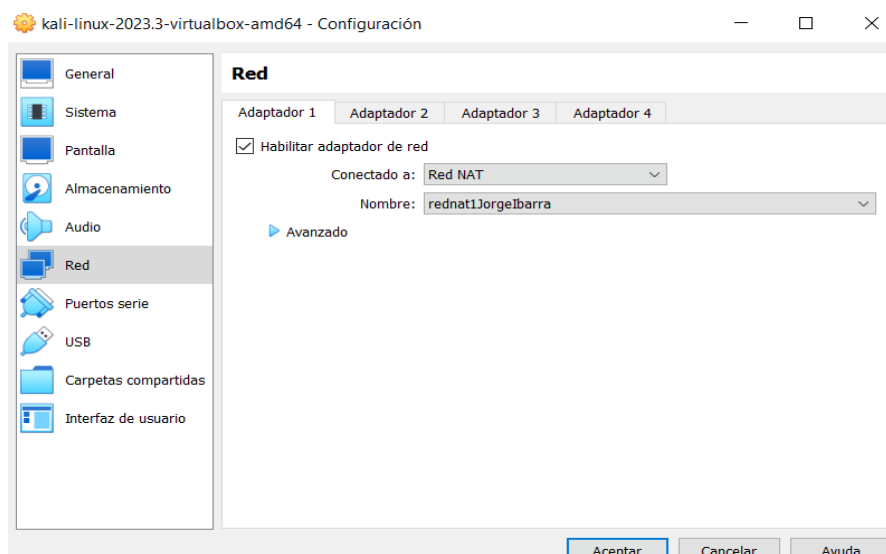 kali-linux-2023.3-virtualbox-amd64 - Configuración
General
Sistema
Pantalla
Almacenamiento
Audio
Red
Puertos serie
USB
Carpetas compartidas
Interfaz de usuario
Red
Adaptador 1 Adaptador 2 Adaptador 3 Adaptador 4
Habilitar adaptador de red
Conectado a: Red NAT
Nombre: rednat1JorgeIbarra
Avanzado
Aceptar Cancelar Ayuda